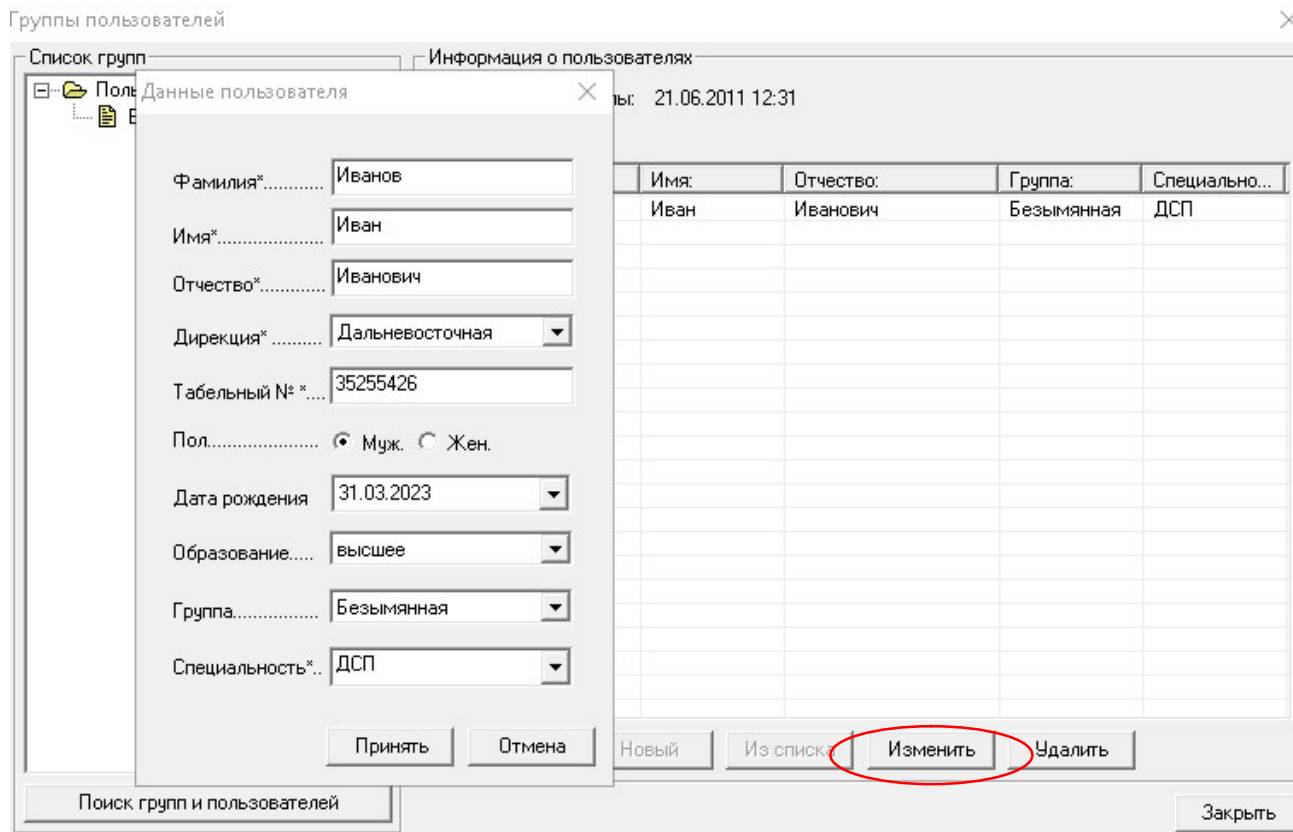 Группы пользователей
Список групп
Информация о пользователях
Данные пользователя
21.06.2011 12:31
Фамилия*............ Иванов
Имя*...................... Иван
Отчество*............. Иванович
Дирекция* .......... Дальневосточная
Табельный № *.... 35255426
Пол...................... Муж. Жен.
Дата рождения 31.03.2023
Образование..... высшее
Группа................. Безымянная
Специальность*.. ДСП
Принять Отмена
Имя: Отчество: Группа: Специально...
Иван Иванович Безымянная ДСП
Новый Из списка Изменить Удалить
Поиск групп и пользователей
Закрыть